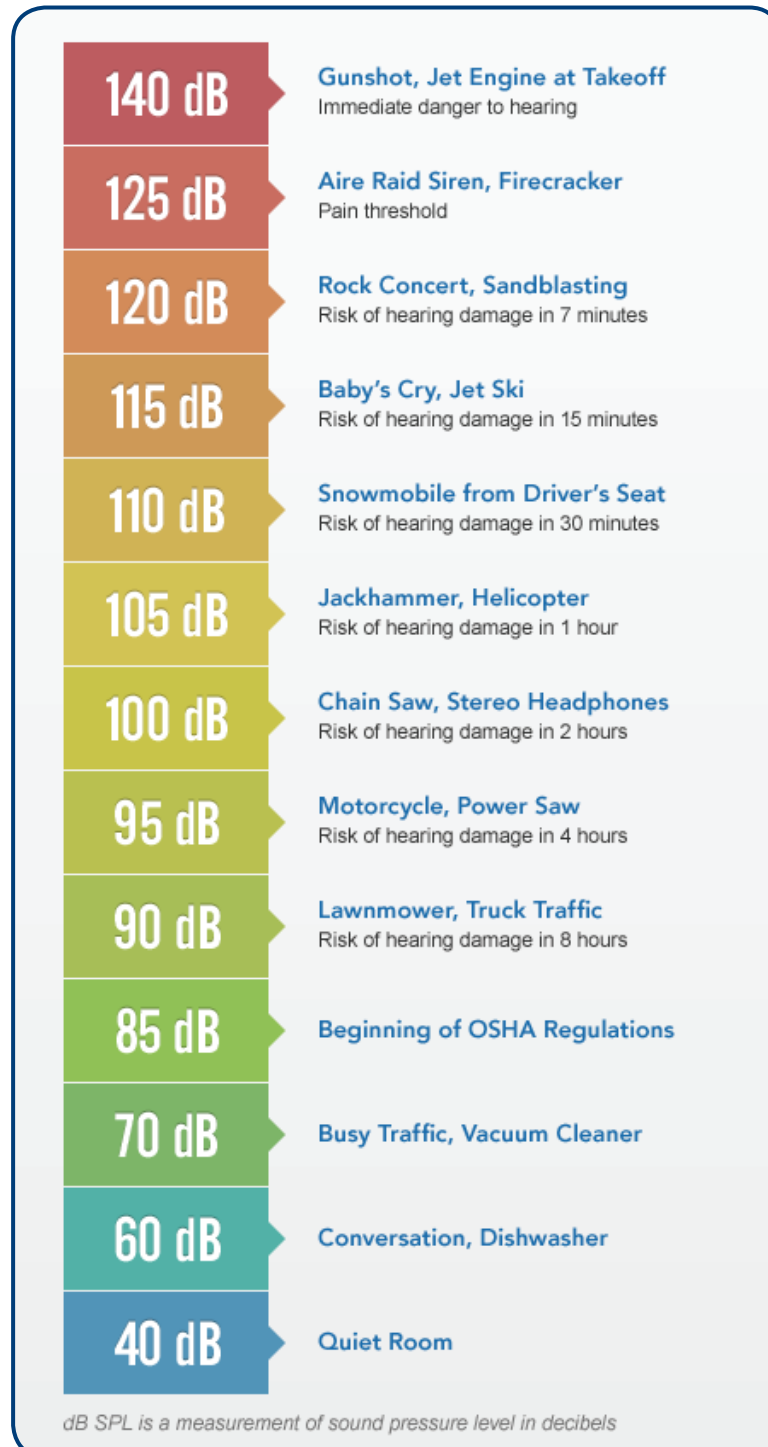 140 dB
Gunshot, Jet Engine at Takeoff
Immediate danger to hearing
125 dB
Aire Raid Siren, Firecracker
Pain threshold
120 dB
Rock Concert, Sandblasting
Risk of hearing damage in 7 minutes
115 dB
Baby’s Cry, Jet Ski
Risk of hearing damage in 15 minutes
110 dB
Snowmobile from Driver’s Seat
Risk of hearing damage in 30 minutes
105 dB
Jackhammer, Helicopter
Risk of hearing damage in 1 hour
100 dB
Chain Saw, Stereo Headphones
Risk of hearing damage in 2 hours
95 dB
Motorcycle, Power Saw
Risk of hearing damage in 4 hours
90 dB
Lawnmower, Truck Traffic
Risk of hearing damage in 8 hours
85 dB
Beginning of OSHA Regulations
70 dB
Busy Traffic, Vacuum Cleaner
60 dB
Conversation, Dishwasher
40 dB
Quiet Room
dB SPL is a measurement of sound pressure level in decibels